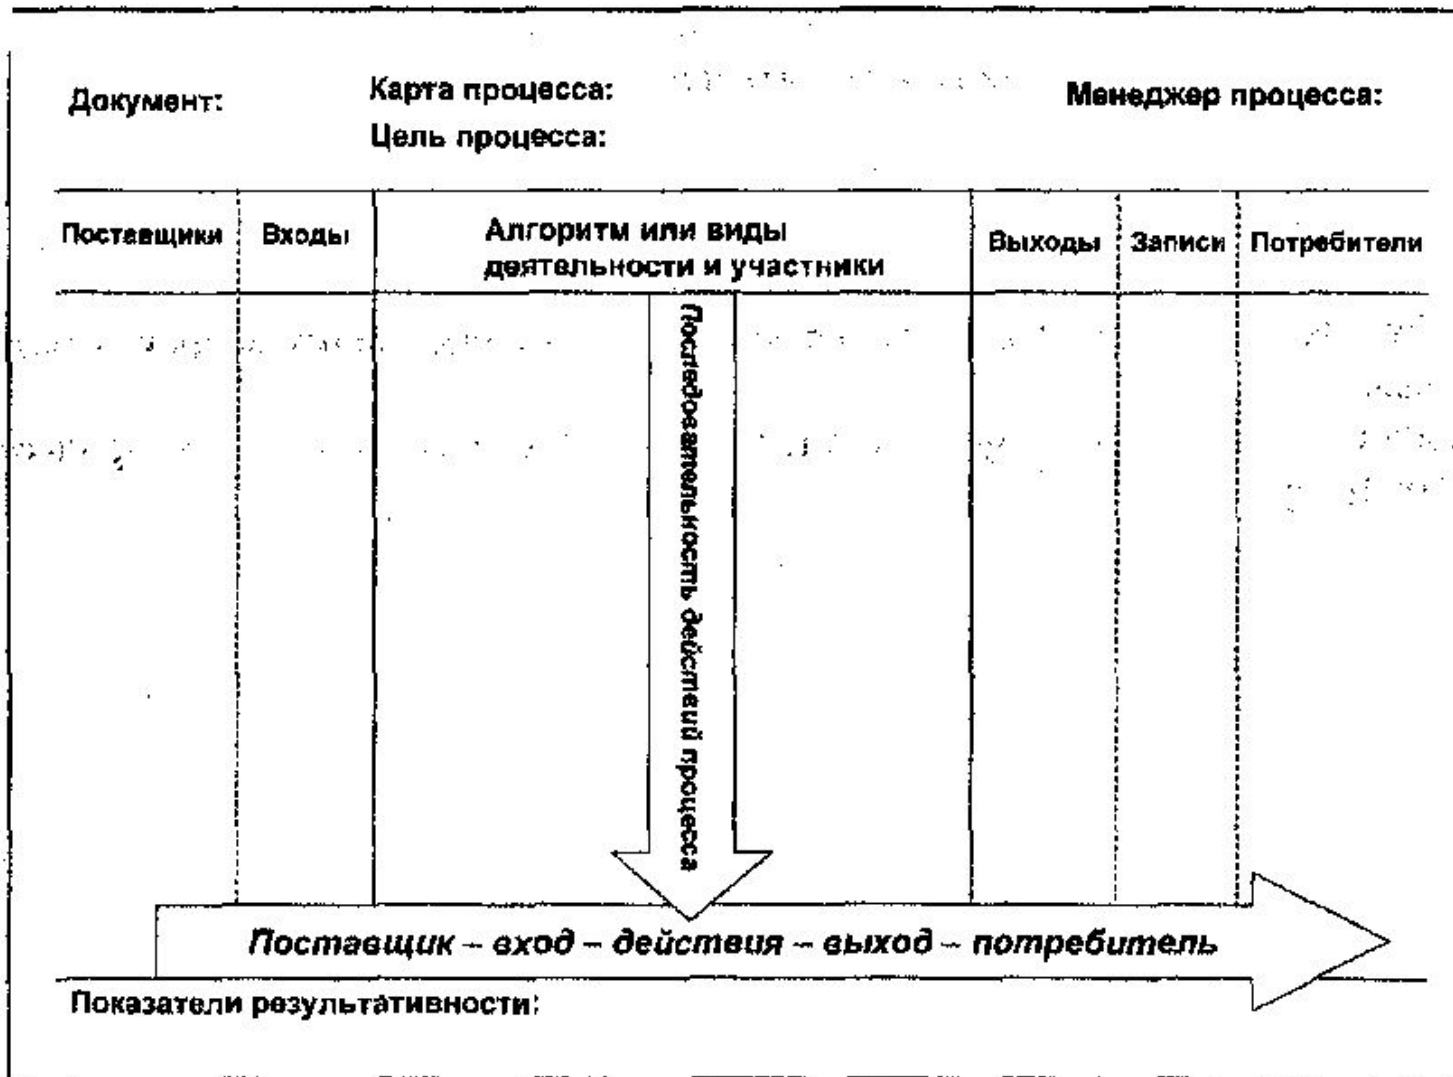 Документ:
Карта процесса:
Цель процесса:
Менеджер процесса:
Поставщики
Входы
Алгоритм или виды
деятельности и участники
Выходы
Записи
Потребители
Последовательность действий процесса
Поставщик – вход – действия – выход – потребитель
Показатели результативности: